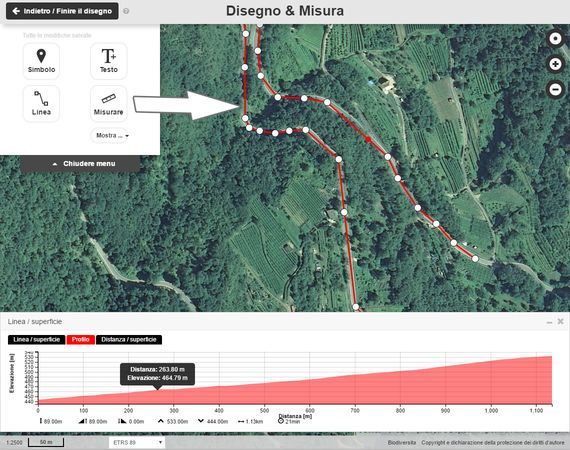 Indietro / Finire il disegno
Disegno & Misura
Tutte le modifiche salvate
Simbolo
T+
Testo
Linea
Misurare
Mostra ...
Chiudere menu
Linea / superficie
Linea / superficie
Profilo
Distanza / superficie
Elevazione [m]
540
530
520
510
500
490
480
470
460
450
440
Distanza: 263.80 m
Elevazione: 464.79 m
0 100 200 300 400 500 600 700 800 900 1.000 1.100
Distanza [m]
89.00m 89.00m 0.00m 533.00m 444.00m 1.13km 21min
1:2500
50 m
ETRS 89
Biodiversita
Copyright e dichiarazione della protezione dei diritti d'autore